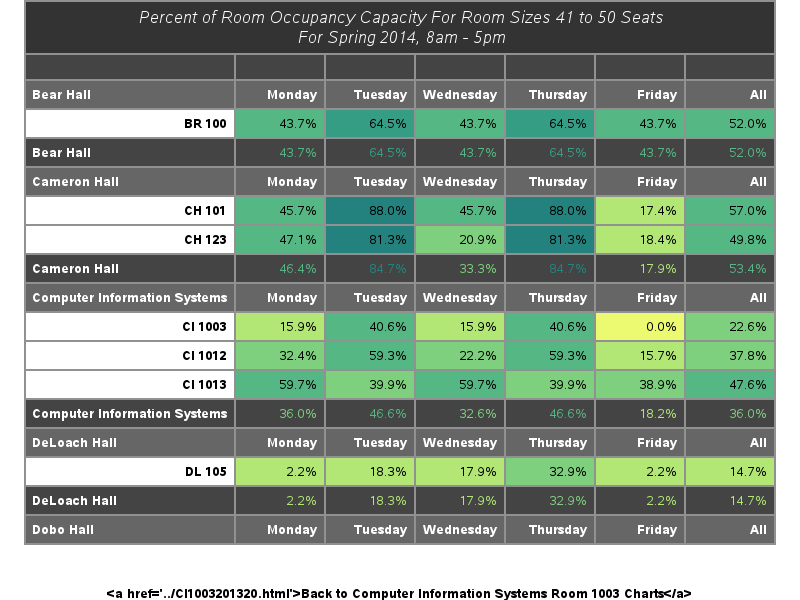 Percent of Room Occupancy Capacity For Room Sizes 41 to 50 Seats
For Spring 2014, 8am - 5pm
Bear Hall Monday Tuesday Wednesday Thursday Friday All
BR 100 43.7% 64.5% 43.7% 64.5% 43.7% 52.0%
Bear Hall 43.7% 64.5% 43.7% 64.5% 43.7% 52.0%
Cameron Hall Monday Tuesday Wednesday Thursday Friday All
CH 101 45.7% 88.0% 45.7% 88.0% 17.4% 57.0%
CH 123 47.1% 81.3% 20.9% 81.3% 18.4% 49.8%
Cameron Hall 46.4% 84.7% 33.3% 84.7% 17.9% 53.4%
Computer Information Systems Monday Tuesday Wednesday Thursday Friday All
CI 1003 15.9% 40.6% 15.9% 40.6% 0.0% 22.6%
CI 1012 32.4% 59.3% 22.2% 59.3% 15.7% 37.8%
CI 1013 59.7% 39.9% 59.7% 39.9% 38.9% 47.6%
Computer Information Systems 36.0% 46.6% 32.6% 46.6% 18.2% 36.0%
DeLoach Hall Monday Tuesday Wednesday Thursday Friday All
DL 105 2.2% 18.3% 17.9% 32.9% 2.2% 14.7%
DeLoach Hall 2.2% 18.3% 17.9% 32.9% 2.2% 14.7%
Dobo Hall Monday Tuesday Wednesday Thursday Friday All
<a href='../CI1003201320.html'>Back to Computer Information Systems Room 1003 Charts</a>